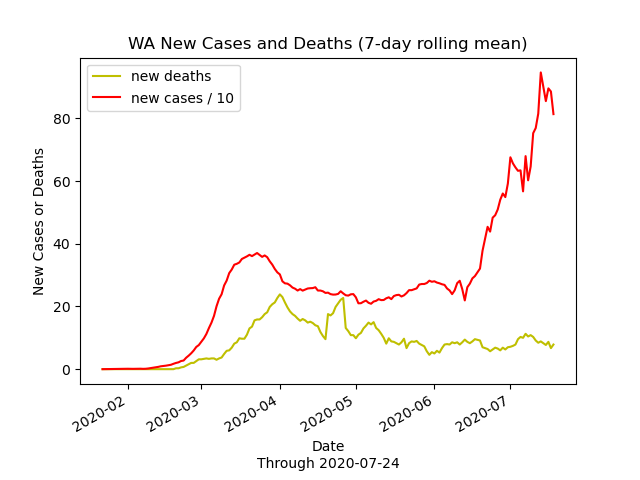 WA New Cases and Deaths (7-day rolling mean)
new deaths
new cases / 10
New Cases or Deaths
80
60
40
20
0
2020-02
2020-03
2020-04
2020-05
2020-06
2020-07
Date
Through 2020-07-24